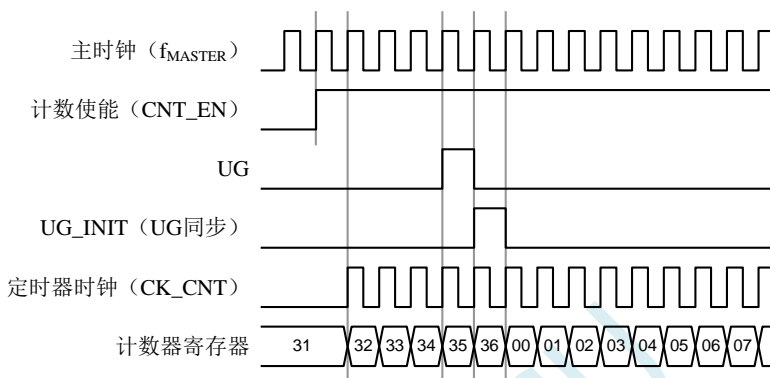 主时钟（fMASTER）
计数使能（CNT_EN）
UG
UG_INIT（UG同步）
定时器时钟（CK_CNT）
计数器寄存器 31 32 33 34 35 36 00 01 02 03 04 05 06 07